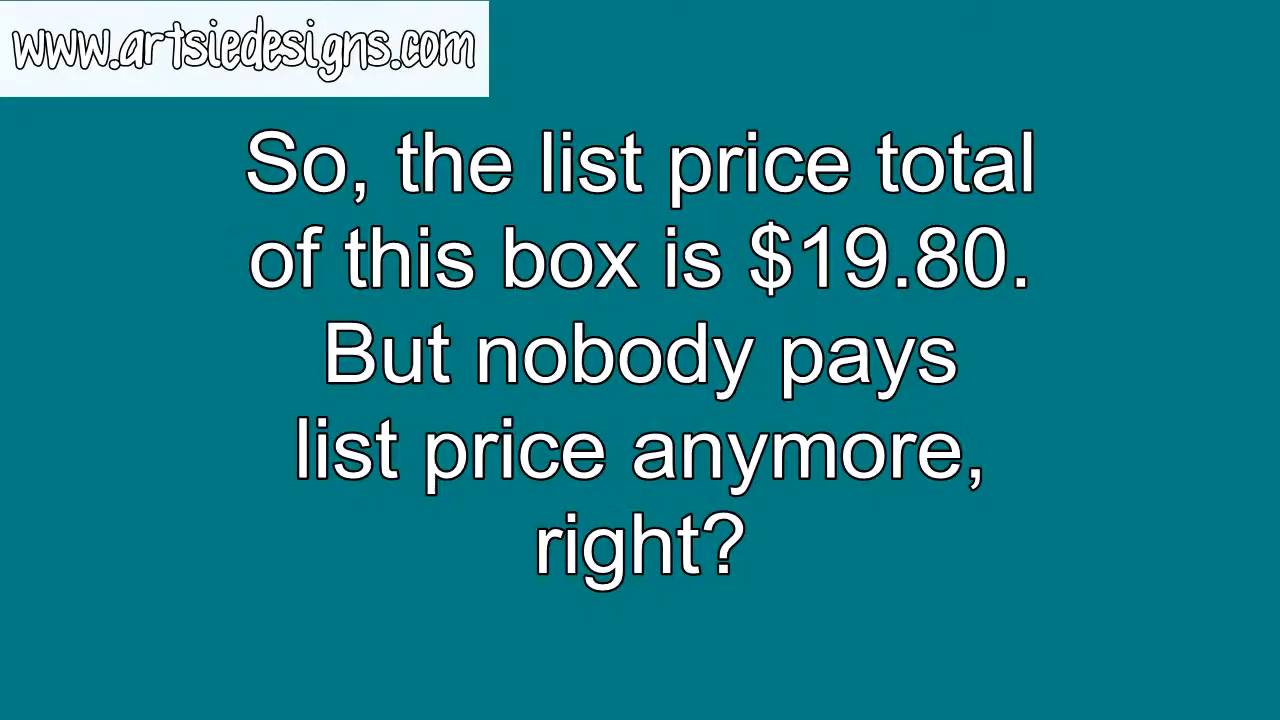 www.artsiedesigns.com
So, the list price total
of this box is $19.80.
But nobody pays
list price anymore,
right?